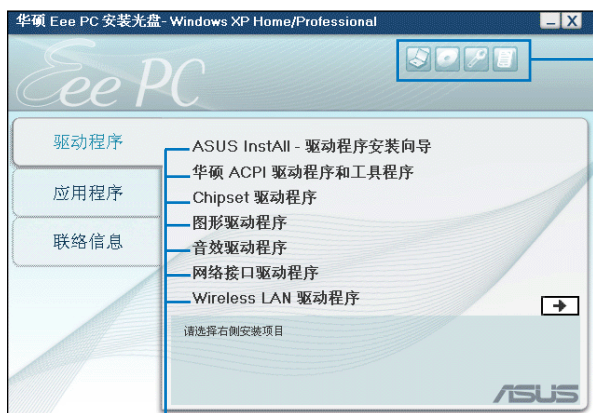 华硕 Eee PC 安装光盘- Windows XP Home/Professional
Eee PC
驱动程序
应用程序
联络信息
ASUS InstAll - 驱动程序安装向导
华硕 ACPI 驱动程序和工具程序
Chipset 驱动程序
图形驱动程序
音效驱动程序
网络接口驱动程序
Wireless LAN 驱动程序
请选择右侧安装项目
ASUS